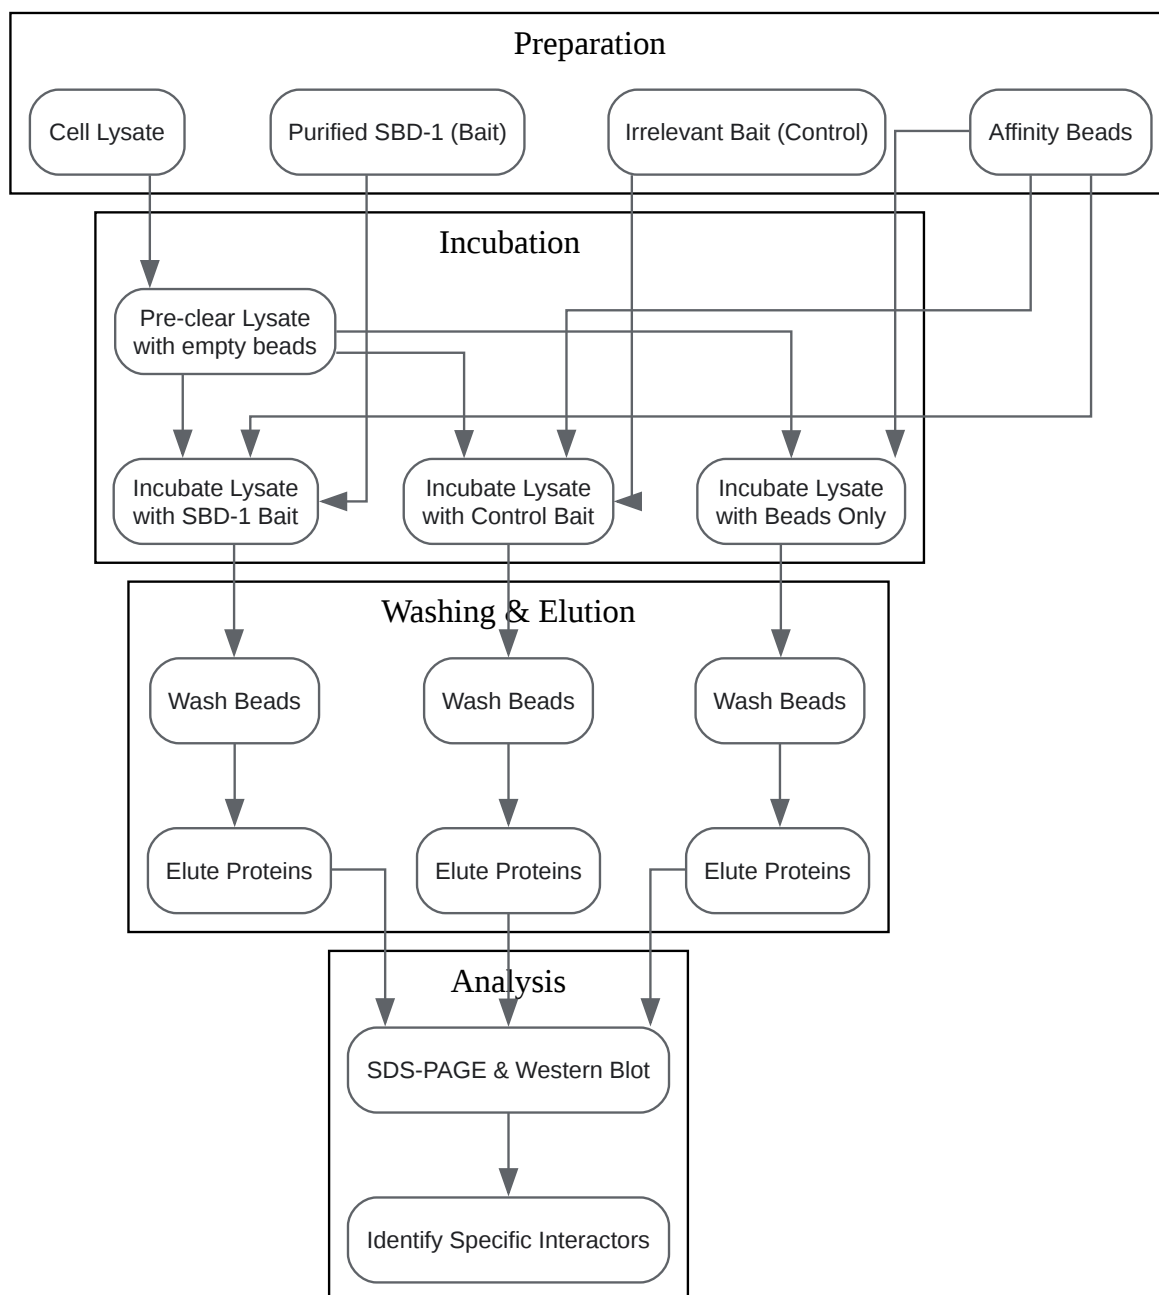 Preparation
Cell Lysate
Purified SBD-1 (Bait)
Irrelevant Bait (Control)
Affinity Beads
Incubation
Pre-clear Lysate
with empty beads
Incubate Lysate
with SBD-1 Bait
Incubate Lysate
with Control Bait
Incubate Lysate
with Beads Only
Washing & Elution
Wash Beads
Wash Beads
Wash Beads
Elute Proteins
Elute Proteins
Elute Proteins
Analysis
SDS-PAGE & Western Blot
Identify Specific Interactors